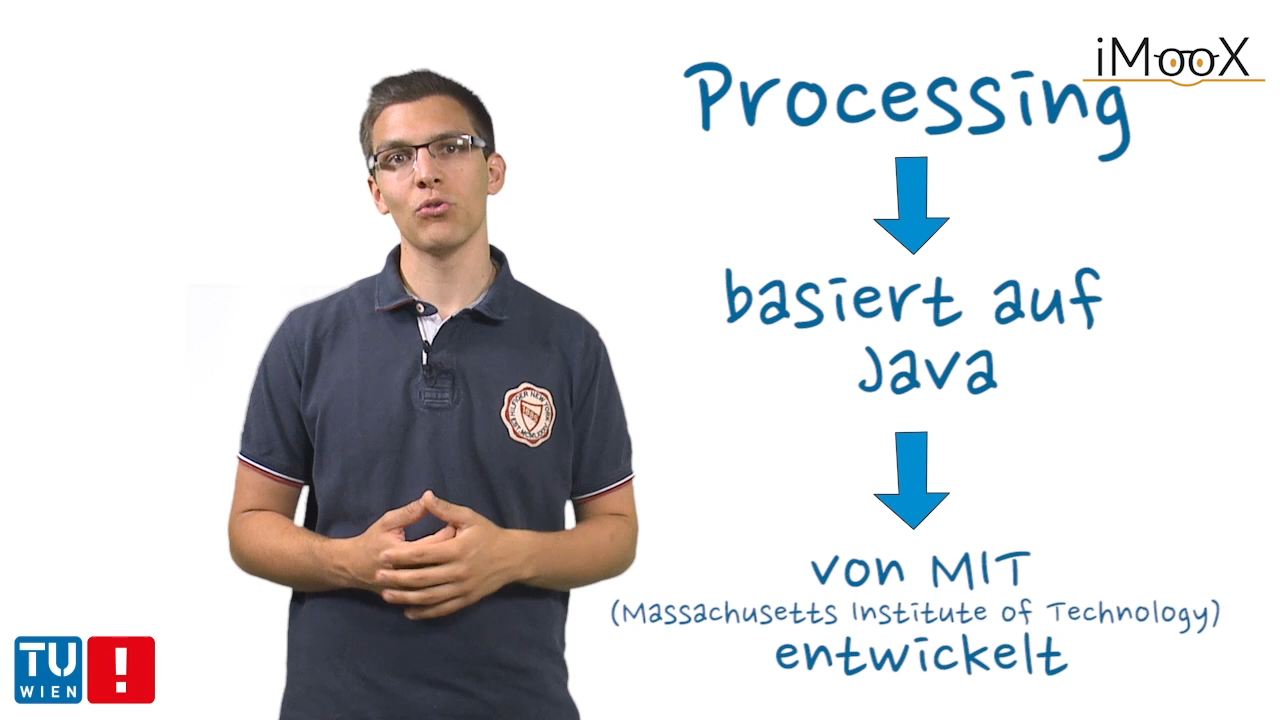 iMooX
Processing
basiert auf
Java
von MIT
(Massachusetts Institute of Technology)
entwickelt
TU
WIEN
!